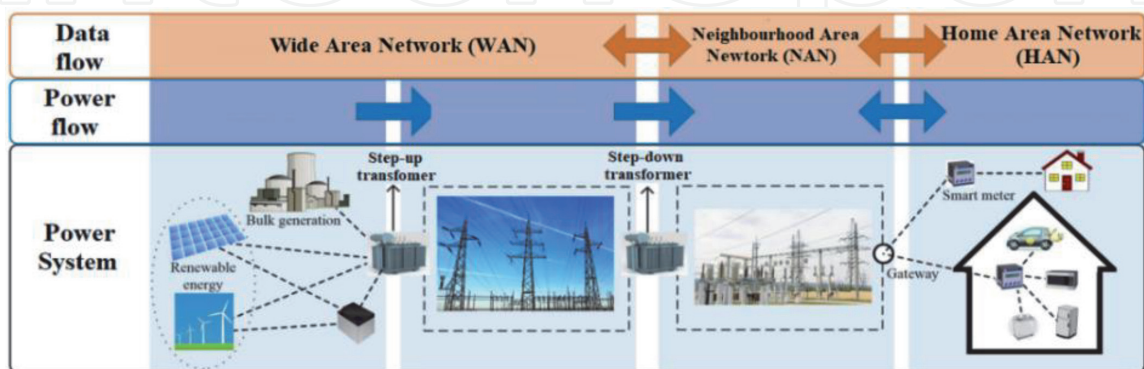 Data
flow
Wide Area Network (WAN)
Neighbourhood Area
Newtork (NAN)
Home Area Network
(HAN)
Power
flow
Power
System
Step-up
transfomer
Step-down
transformer
Bulk generation
Renewable
energy
Smart meter
Gateway